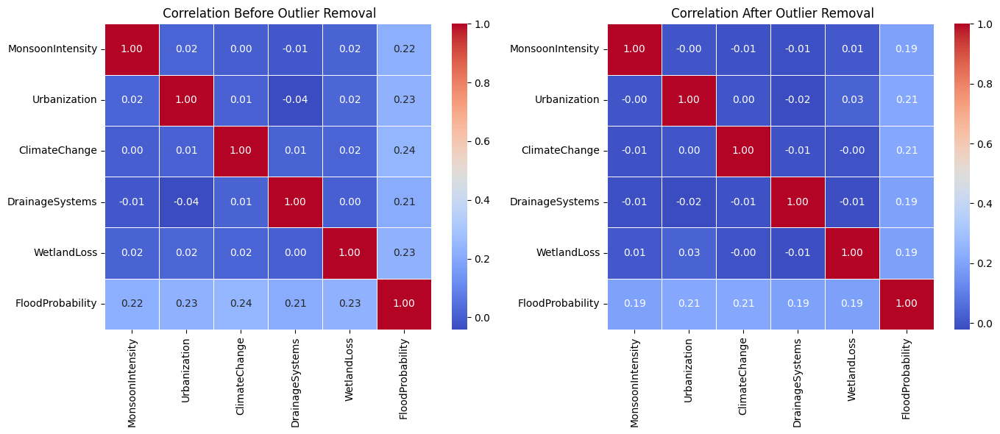 Correlation Before Outlier Removal
MonsoonIntensity 1.00 0.02 0.00 -0.01 0.02 0.22
Urbanization 0.02 1.00 0.01 -0.04 0.02 0.23
ClimateChange 0.00 0.01 1.00 0.01 0.02 0.24
DrainageSystems -0.01 -0.04 0.01 1.00 0.00 0.21
WetlandLoss 0.02 0.02 0.02 0.00 1.00 0.23
FloodProbability 0.22 0.23 0.24 0.21 0.23 1.00
MonsoonIntensity
Urbanization
ClimateChange
DrainageSystems
WetlandLoss
FloodProbability
1.0
0.8
0.6
0.4
0.2
0.0
Correlation After Outlier Removal
MonsoonIntensity 1.00 -0.00 -0.01 -0.01 0.01 0.19
Urbanization -0.00 1.00 0.00 -0.02 0.03 0.21
ClimateChange -0.01 0.00 1.00 -0.01 -0.00 0.21
DrainageSystems -0.01 -0.02 -0.01 1.00 -0.01 0.19
WetlandLoss 0.01 0.03 -0.00 -0.01 1.00 0.19
FloodProbability 0.19 0.21 0.21 0.19 0.19 1.00
MonsoonIntensity
Urbanization
ClimateChange
DrainageSystems
WetlandLoss
FloodProbability
1.0
0.8
0.6
0.4
0.2
0.0